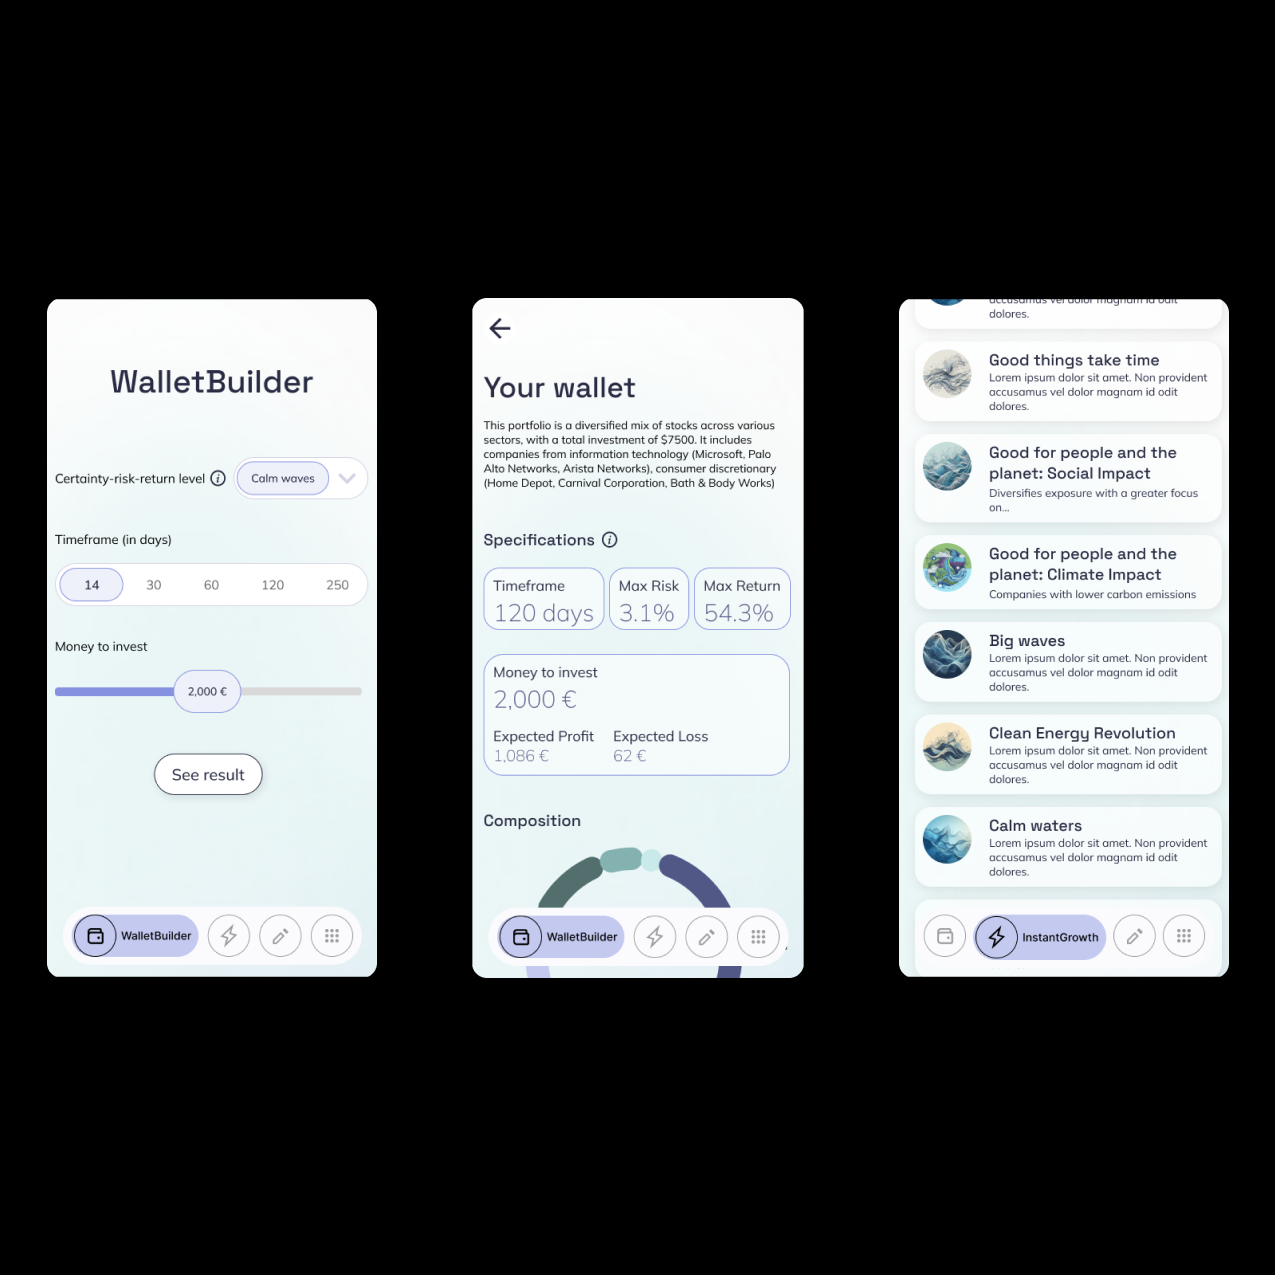 WalletBuilder
Certainty-risk-return level
Calm waves
Timeframe (in days)
14 30 60 120 250
Money to invest
2,000 €
See result
WalletBuilder
Your wallet
This portfolio is a diversified mix of stocks across various
sectors, with a total investment of $7500. It includes
companies from information technology (Microsoft, Palo
Alto Networks, Arista Networks), consumer discretionary
(Home Depot, Carnival Corporation, Bath & Body Works)
Specifications
Timeframe
120 days
Max Risk
3.1%
Max Return
54.3%
Money to invest
2,000 €
Expected Profit
1,086 €
Expected Loss
62 €
Composition
WalletBuilder
accusamus vel dolor magnam id odit
dolores.
Good things take time
Lorem ipsum dolor sit amet. Non provident
accusamus vel dolor magnam id odit
dolores.
Good for people and the
planet: Social Impact
Diversifies exposure with a greater focus
on...
Good for people and the
planet: Climate Impact
Companies with lower carbon emissions
Big waves
Lorem ipsum dolor sit amet. Non provident
accusamus vel dolor magnam id odit
dolores.
Clean Energy Revolution
Lorem ipsum dolor sit amet. Non provident
accusamus vel dolor magnam id odit
dolores.
Calm waters
Lorem ipsum dolor sit amet. Non provident
accusamus vel dolor magnam id odit
dolores.
InstantGrowth